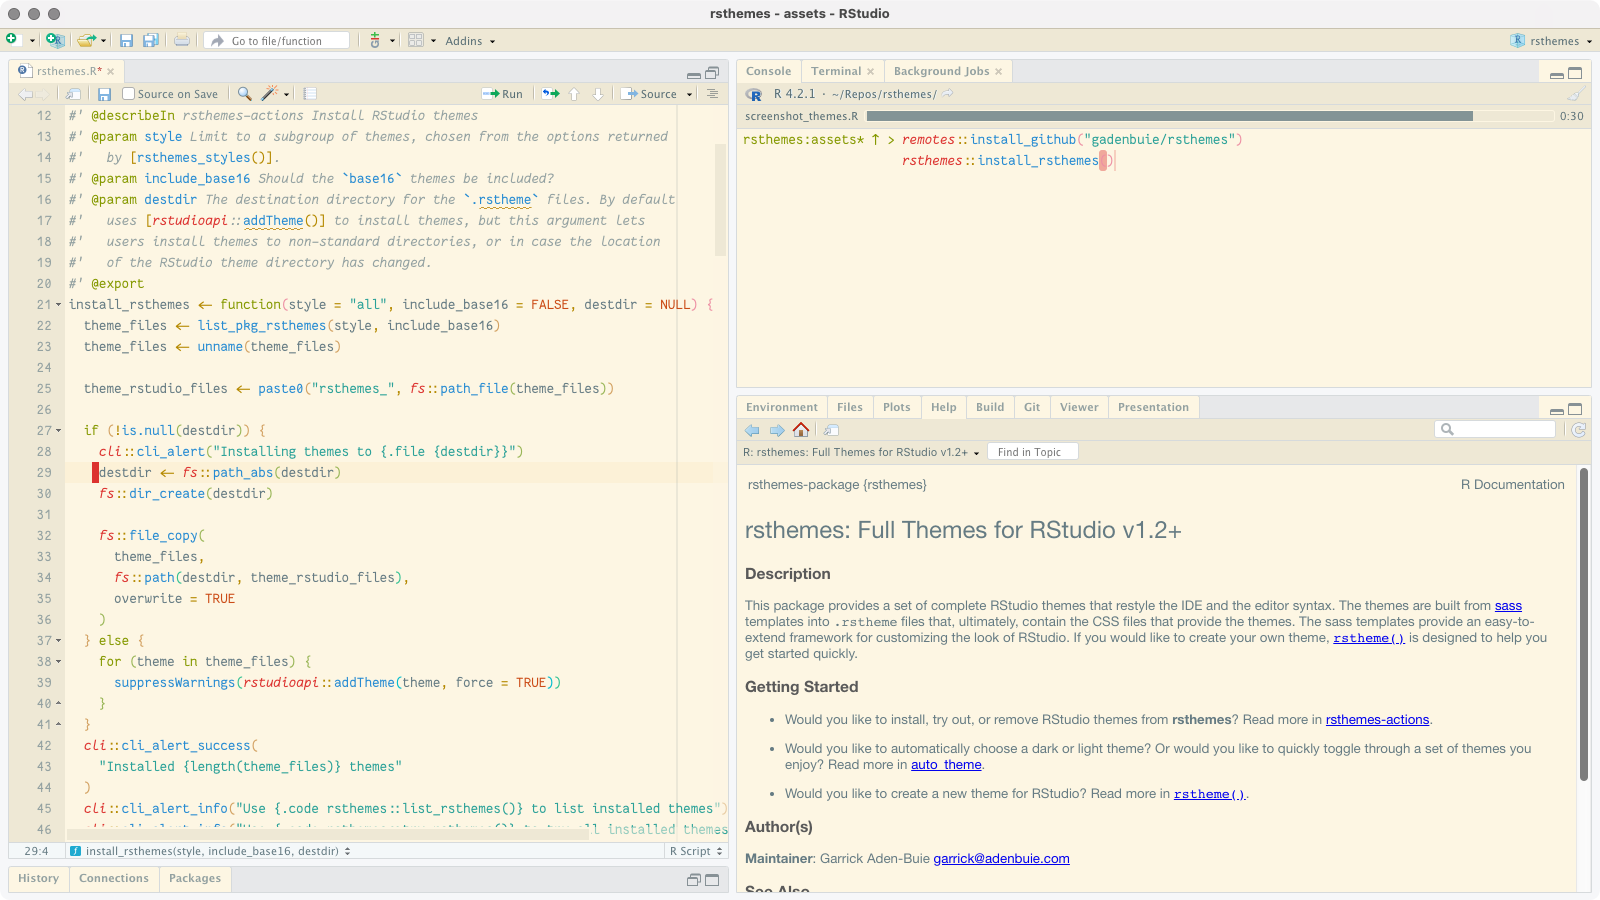 rsthemes - assets - RStudio
Go to file/function
Addins
rsthemes
rsthemes.R*
Source on Save
Run
Source
12 #' @describeIn rsthemes-actions Install RStudio themes
13 #' @param style Limit to a subgroup of themes, chosen from the options returned
14 #'   by [rsthemes_styles()].
15 #' @param include_base16 Should the `base16` themes be included?
16 #' @param destdir The destination directory for the `.rstheme` files. By default
17 #'   uses [rstudioapi::addTheme()] to install themes, but this argument lets
18 #'   users install themes to non-standard directories, or in case the location
19 #'   of the RStudio theme directory has changed.
20 #' @export
21 install_rsthemes <- function(style = "all", include_base16 = FALSE, destdir = NULL) {
22   theme_files <- list_pkg_rsthemes(style, include_base16)
23   theme_files <- unname(theme_files)
24
25   theme_rstudio_files <- paste0("rsthemes_", fs::path_file(theme_files))
26
27   if (!is.null(destdir)) {
28     cli::cli_alert("Installing themes to {.file {destdir}}")
29     destdir <- fs::path_abs(destdir)
30     fs::dir_create(destdir)
31
32     fs::file_copy(
33       theme_files,
34       fs::path(destdir, theme_rstudio_files),
35       overwrite = TRUE
36     )
37   } else {
38     for (theme in theme_files) {
39       suppressWarnings(rstudioapi::addTheme(theme, force = TRUE))
40     }
41   }
42   cli::cli_alert_success(
43     "Installed {length(theme_files)} themes"
44   )
45   cli::cli_alert_info("Use {.code rsthemes::list_rsthemes()} to list installed themes")
46
29:4 install_rsthemes(style, include_base16, destdir) R Script
History Connections Packages
Console Terminal Background Jobs
R 4.2.1 · ~/Repos/rsthemes/
screenshot_themes.R 0:30
rsthemes:assets* ↑ > remotes::install_github("gadenbuie/rsthemes")
rsthemes::install_rsthemes()
Environment Files Plots Help Build Git Viewer Presentation
R: rsthemes: Full Themes for RStudio v1.2+ Find in Topic
rsthemes-package {rsthemes} R Documentation
rsthemes: Full Themes for RStudio v1.2+
Description
This package provides a set of complete RStudio themes that restyle the IDE and the editor syntax. The themes are built from sass
templates into .rstheme files that, ultimately, contain the CSS files that provide the themes. The sass templates provide an easy-to-
extend framework for customizing the look of RStudio. If you would like to create your own theme, rstheme() is designed to help you
get started quickly.
Getting Started
• Would you like to install, try out, or remove RStudio themes from rsthemes? Read more in rsthemes-actions.
• Would you like to automatically choose a dark or light theme? Or would you like to quickly toggle through a set of themes you
enjoy? Read more in auto_theme.
• Would you like to create a new theme for RStudio? Read more in rstheme().
Author(s)
Maintainer: Garrick Aden-Buie garrick@adenbuie.com
See Also